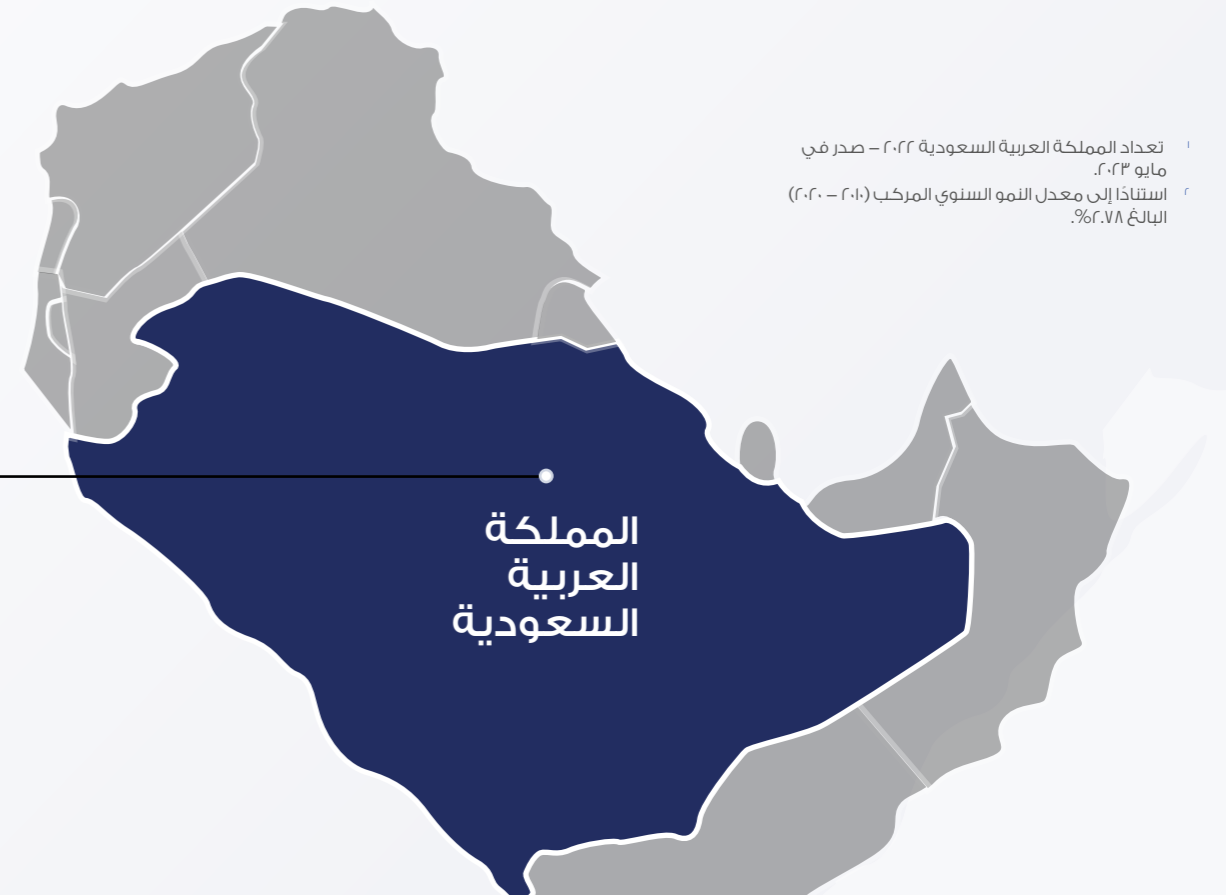 ١ تعداد المملكة العربية السعودية ٢٠٢٢ – صدر في
مايو ٢٠٢٣.
٢ استنادًا إلى معدل النمو السنوي المركب (٢٠١٠ – ٢٠٢٠)
البالغ ٢.٧٨%.
المملكة
العربية
السعودية